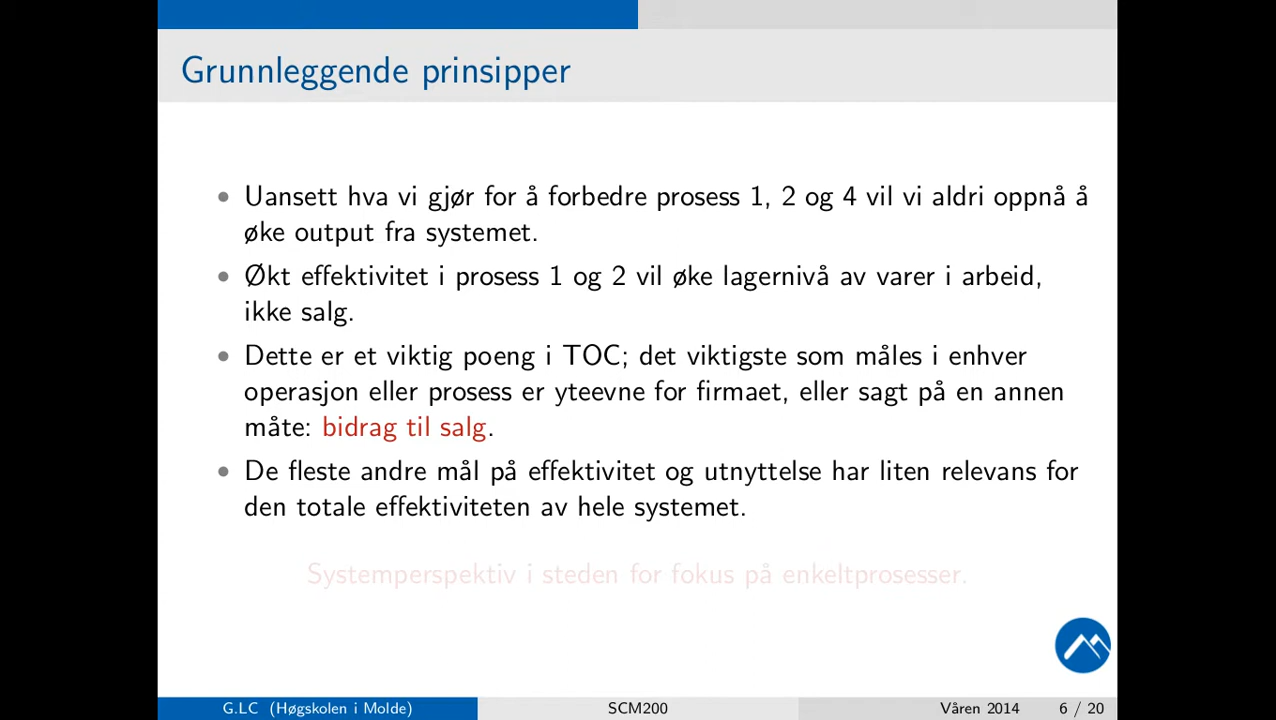 Grunnleggende prinsipper
• Uansett hva vi gjør for å forbedre prosess 1, 2 og 4 vil vi aldri oppnå å
øke output fra systemet.
• Økt effektivitet i prosess 1 og 2 vil øke lagernivå av varer i arbeid,
ikke salg.
• Dette er et viktig poeng i TOC; det viktigste som måles i enhver
operasjon eller prosess er yteevne for firmaet, eller sagt på en annen
måte: bidrag til salg.
• De fleste andre mål på effektivitet og utnyttelse har liten relevans for
den totale effektiviteten av hele systemet.
Systemperspektiv i steden for fokus på enkeltprosesser.
G.LC (Høgskolen i Molde) SCM200 Våren 2014 6 / 20